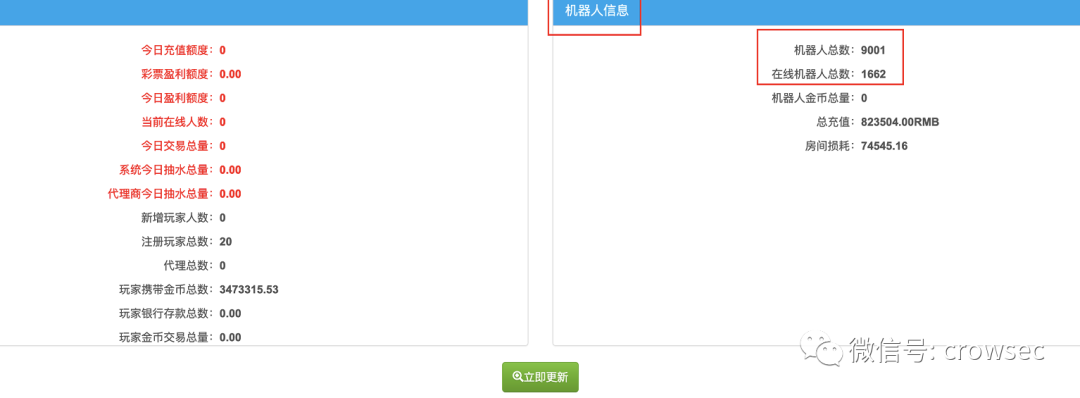 机器人信息
今日充值额度：0
彩票盈利额度：0.00
今日盈利额度：0
当前在线人数：0
今日交易总量：0
系统今日抽水总量：0.00
代理商今日抽水总量：0.00
新增玩家人数：0
注册玩家总数：20
代理总数：0
玩家携带金币总数：3473315.53
玩家银行存款总数：0.00
玩家金币交易总量：0.00
机器人总数：9001
在线机器人总数：1662
机器人金币总量：0
总充值：823504.00RMB
房间损耗：74545.16
微信号: crowsec
立即更新